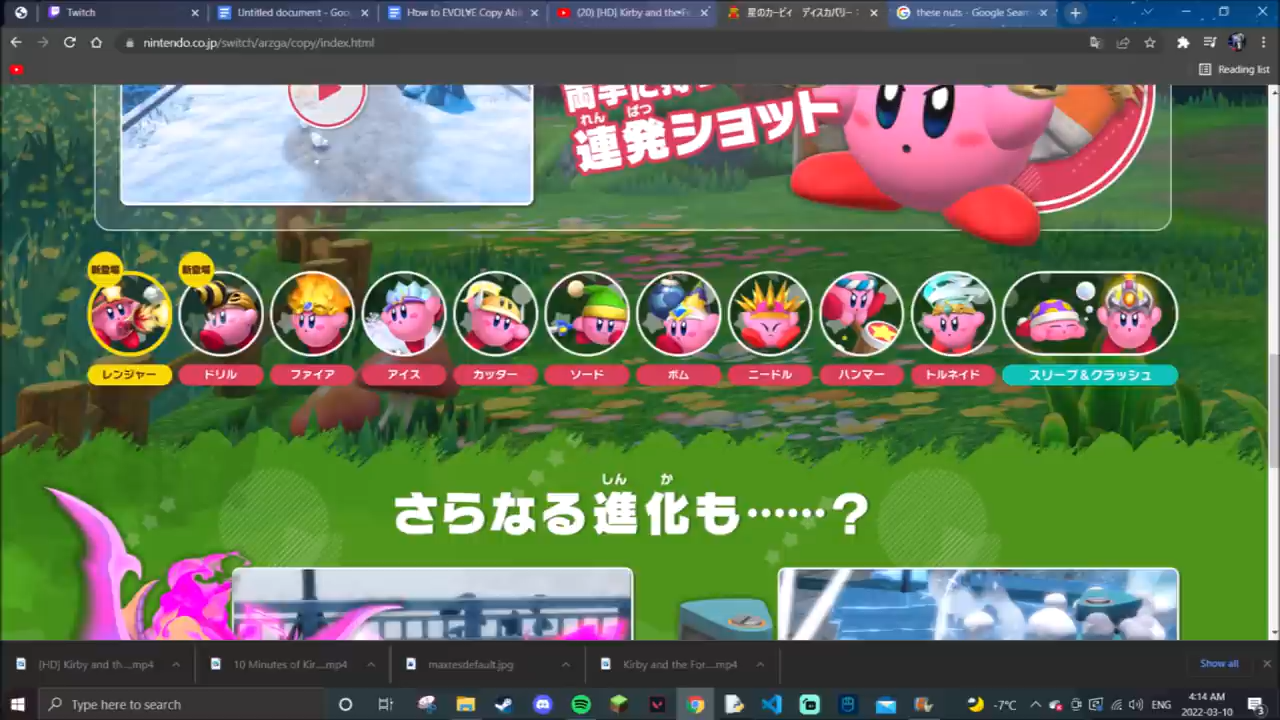 Twitch
Untitled document - Goo
How to EVOLVE Copy Abi
(20) [HD] Kirby and the Fo
星のカービィ ディスカバリー：
these nuts - Google Sear
nintendo.co.jp/switch/arzga/copy/index.html
Reading list
れん ぱつ
連発ショット
新登場
新登場
レンジャー
ドリル
ファイア
アイス
カッター
ソード
ボム
ニードル
ハンマー
トルネイド
スリープ&クラッシュ
しん か
さらなる進化も……？
[HD] Kirby and th....mp4
10 Minutes of Kir....mp4
maxresdefault.jpg
Kirby and the For....mp4
Show all
Type here to search
-7°C
ENG
4:14 AM
2022-03-10
3